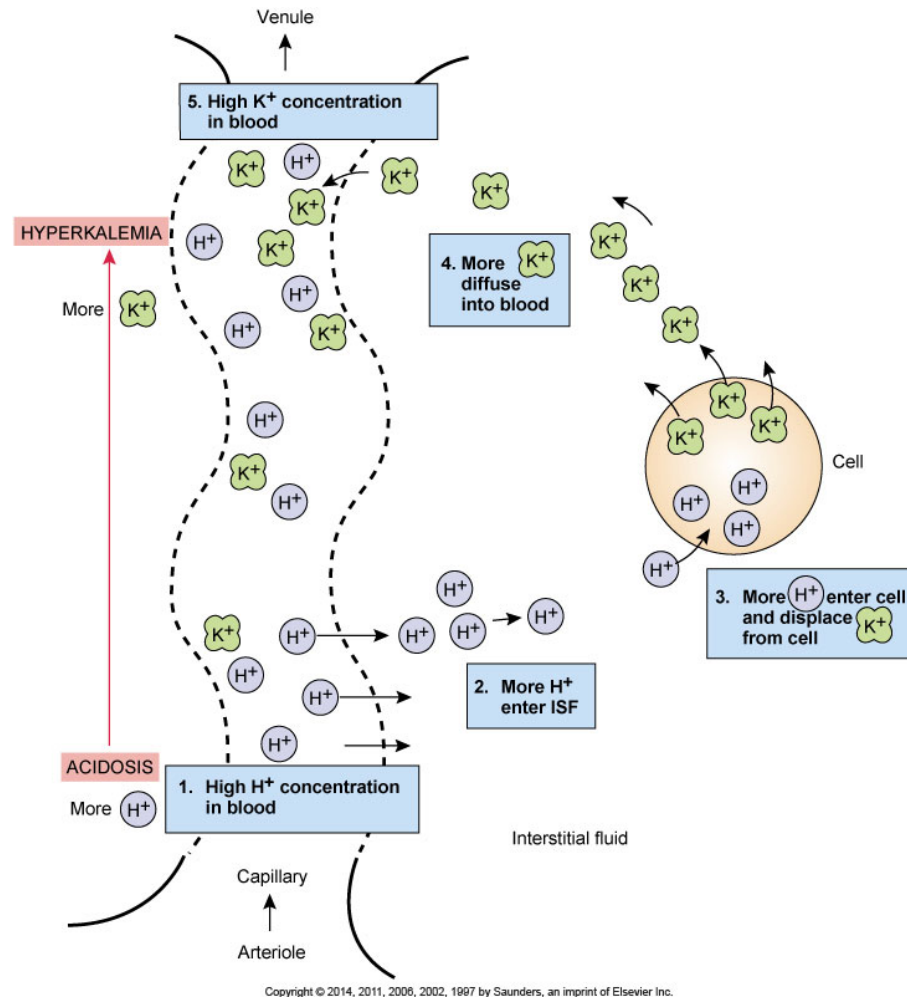 Venule
5. High K+ concentration
in blood
K+
H+
K+
K+
K+
HYPERKALEMIA
H+
K+
K+
4. More K+
diffuse
into blood
More K+
H+
K+
H+
K+
K+
K+
K+
K+
K+
H+
Cell
K+
H+
H+
H+
H+
H+
3. More H+ enter cell
and displace
from cell K+
H+
H+
K+
H+
H+
H+
H+
2. More H+
enter ISF
H+
H+
ACIDOSIS
1. High H+ concentration
in blood
More H+
Interstitial fluid
Capillary
Arteriole
Copyright © 2014, 2011, 2006, 2002, 1997 by Saunders, an imprint of Elsevier Inc.